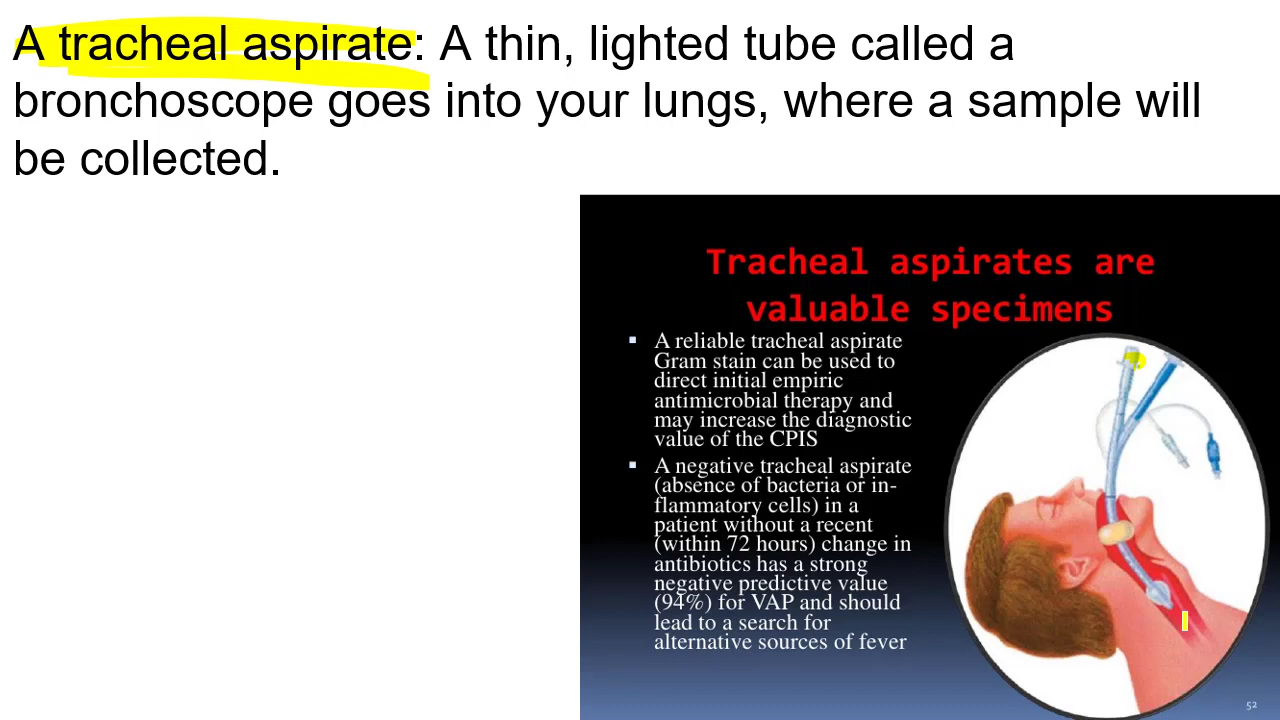 A tracheal aspirate: A thin, lighted tube called a
bronchoscope goes into your lungs, where a sample will
be collected.
Tracheal aspirates are
valuable specimens
▪ A reliable tracheal aspirate
Gram stain can be used to
direct initial empiric
antimicrobial therapy and
may increase the diagnostic
value of the CPIS
▪ A negative tracheal aspirate
(absence of bacteria or in-
flammatory cells) in a
patient without a recent
(within 72 hours) change in
antibiotics has a strong
negative predictive value
(94%) for VAP and should
lead to a search for
alternative sources of fever
52